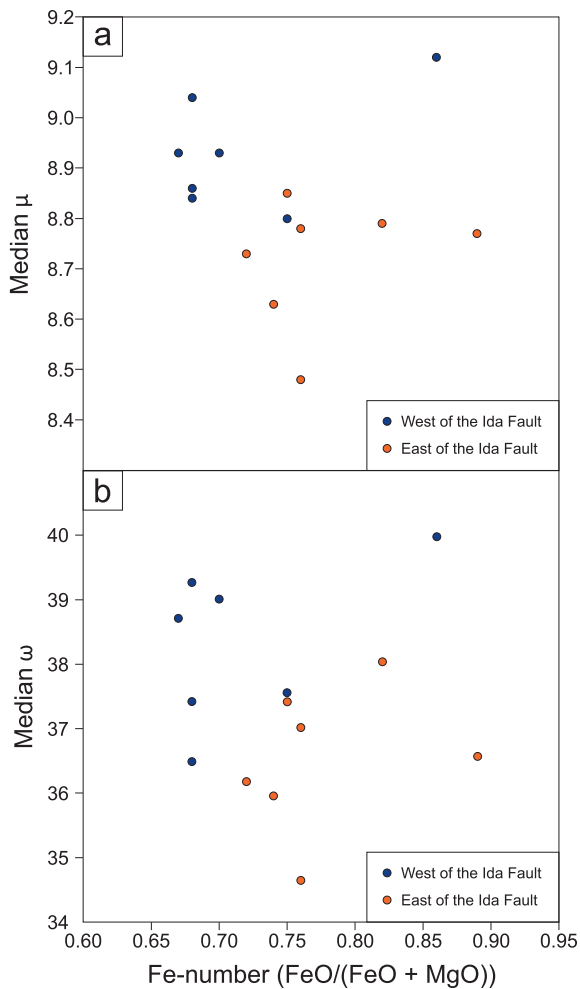 a
9.2
9.1
9.0
8.9
8.8
8.7
8.6
8.5
8.4
Median μ
West of the Ida Fault
East of the Ida Fault
b
40
39
38
37
36
35
34
Median ω
West of the Ida Fault
East of the Ida Fault
0.60 0.65 0.70 0.75 0.80 0.85 0.90 0.95
Fe-number (FeO/(FeO + MgO))